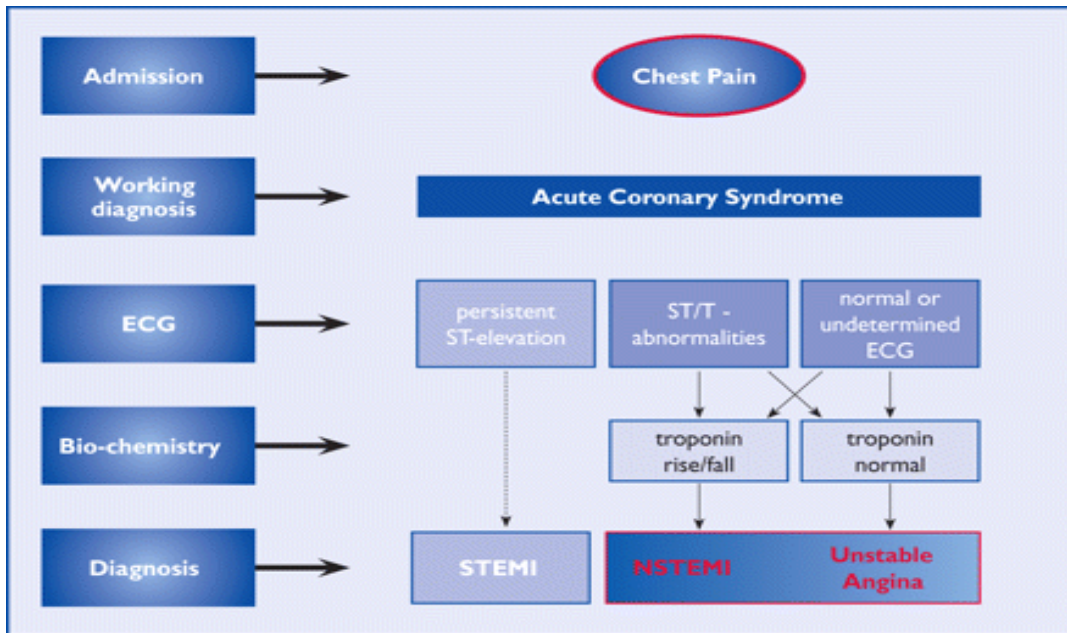 Admission
Chest Pain
Working
diagnosis
Acute Coronary Syndrome
ECG
persistent
ST-elevation
ST/T -
abnormalities
normal or
undetermined
ECG
Bio-chemistry
troponin
rise/fall
troponin
normal
Diagnosis
STEMI
NSTEMI
Unstable
Angina